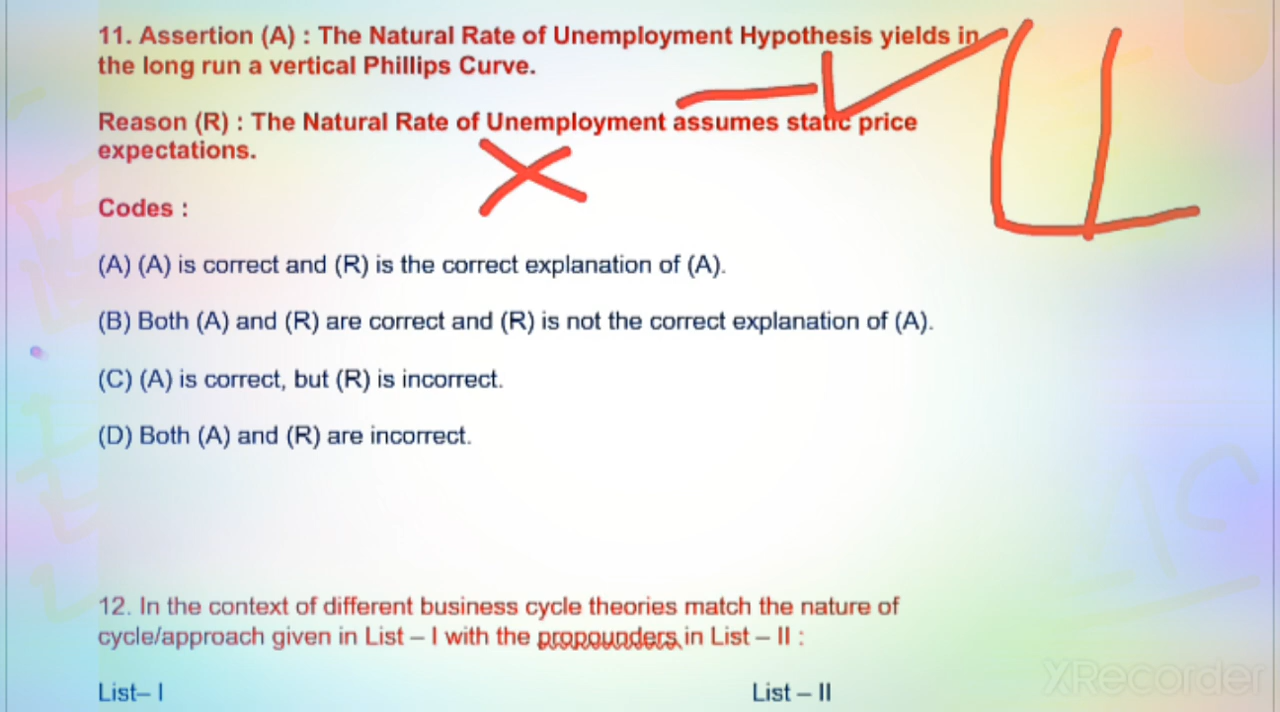 11. Assertion (A) : The Natural Rate of Unemployment Hypothesis yields in
the long run a vertical Phillips Curve.
Reason (R) : The Natural Rate of Unemployment assumes static price
expectations.
Codes :
(A) (A) is correct and (R) is the correct explanation of (A).
(B) Both (A) and (R) are correct and (R) is not the correct explanation of (A).
(C) (A) is correct, but (R) is incorrect.
(D) Both (A) and (R) are incorrect.
12. In the context of different business cycle theories match the nature of
cycle/approach given in List – I with the propounders in List – II :
List– I List – II
XRecorder